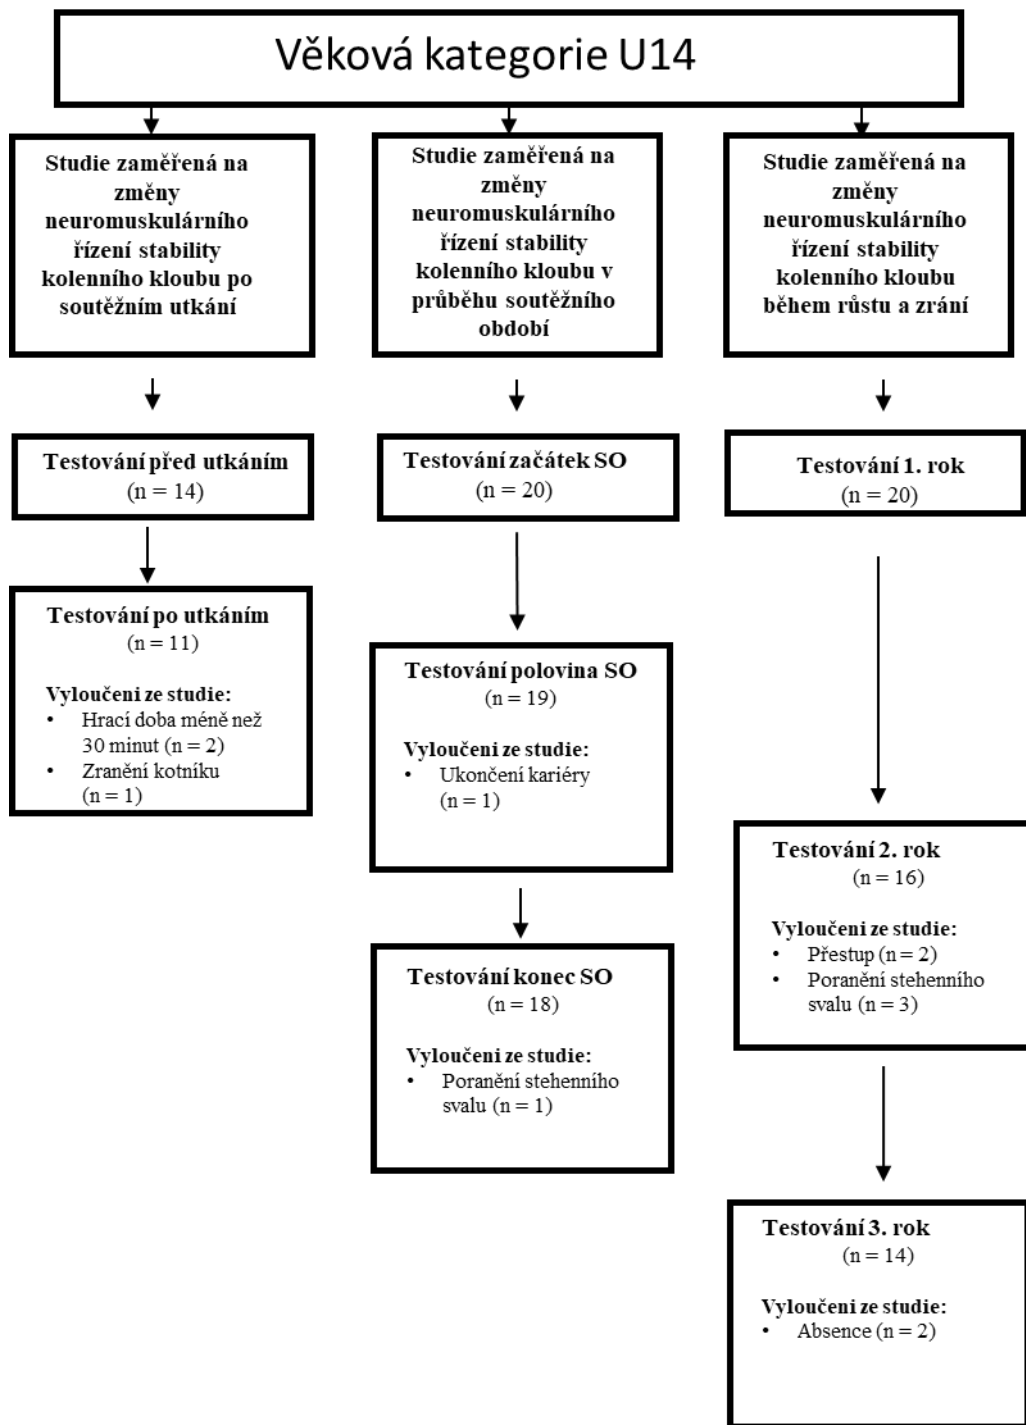 Věková kategorie U14
Studie zaměřená na
změny
neuromuskulárního
řízení stability
kolenního kloubu po
soutěžním utkání
Testování před utkáním
(n = 14)
Testování po utkáním
(n = 11)
Vyloučeni ze studie:
• Hrací doba méně než
30 minut (n = 2)
• Zranění kotníku
(n = 1)
Studie zaměřená na
změny
neuromuskulárního
řízení stability
kolenního kloubu v
průběhu soutěžního
období
Testování začátek SO
(n = 20)
Testování polovina SO
(n = 19)
Vyloučeni ze studie:
• Ukončení kariéry
(n = 1)
Testování konec SO
(n = 18)
Vyloučeni ze studie:
• Poranění stehenního
svalu (n = 1)
Studie zaměřená na
změny
neuromuskulárního
řízení stability
kolenního kloubu
během růstu a zrání
Testování 1. rok
(n = 20)
Testování 2. rok
(n = 16)
Vyloučeni ze studie:
• Přestup (n = 2)
• Poranění stehenního
svalu (n = 3)
Testování 3. rok
(n = 14)
Vyloučeni ze studie:
• Absence (n = 2)